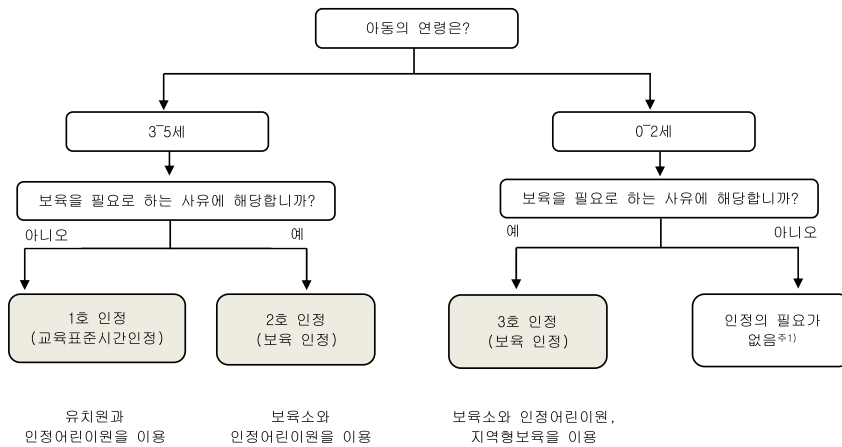 아동의 연령은?
3~5세
0~2세
보육을 필요로 하는 사유에 해당합니까?
보육을 필요로 하는 사유에 해당합니까?
아니오
예
예
아니오
1호 인정
(교육표준시간인정)
2호 인정
(보육 인정)
3호 인정
(보육 인정)
인정의 필요가
없음주1)
유치원과
인정어린이원을 이용
보육소와
인정어린이원을 이용
보육소와 인정어린이원,
지역형보육을 이용